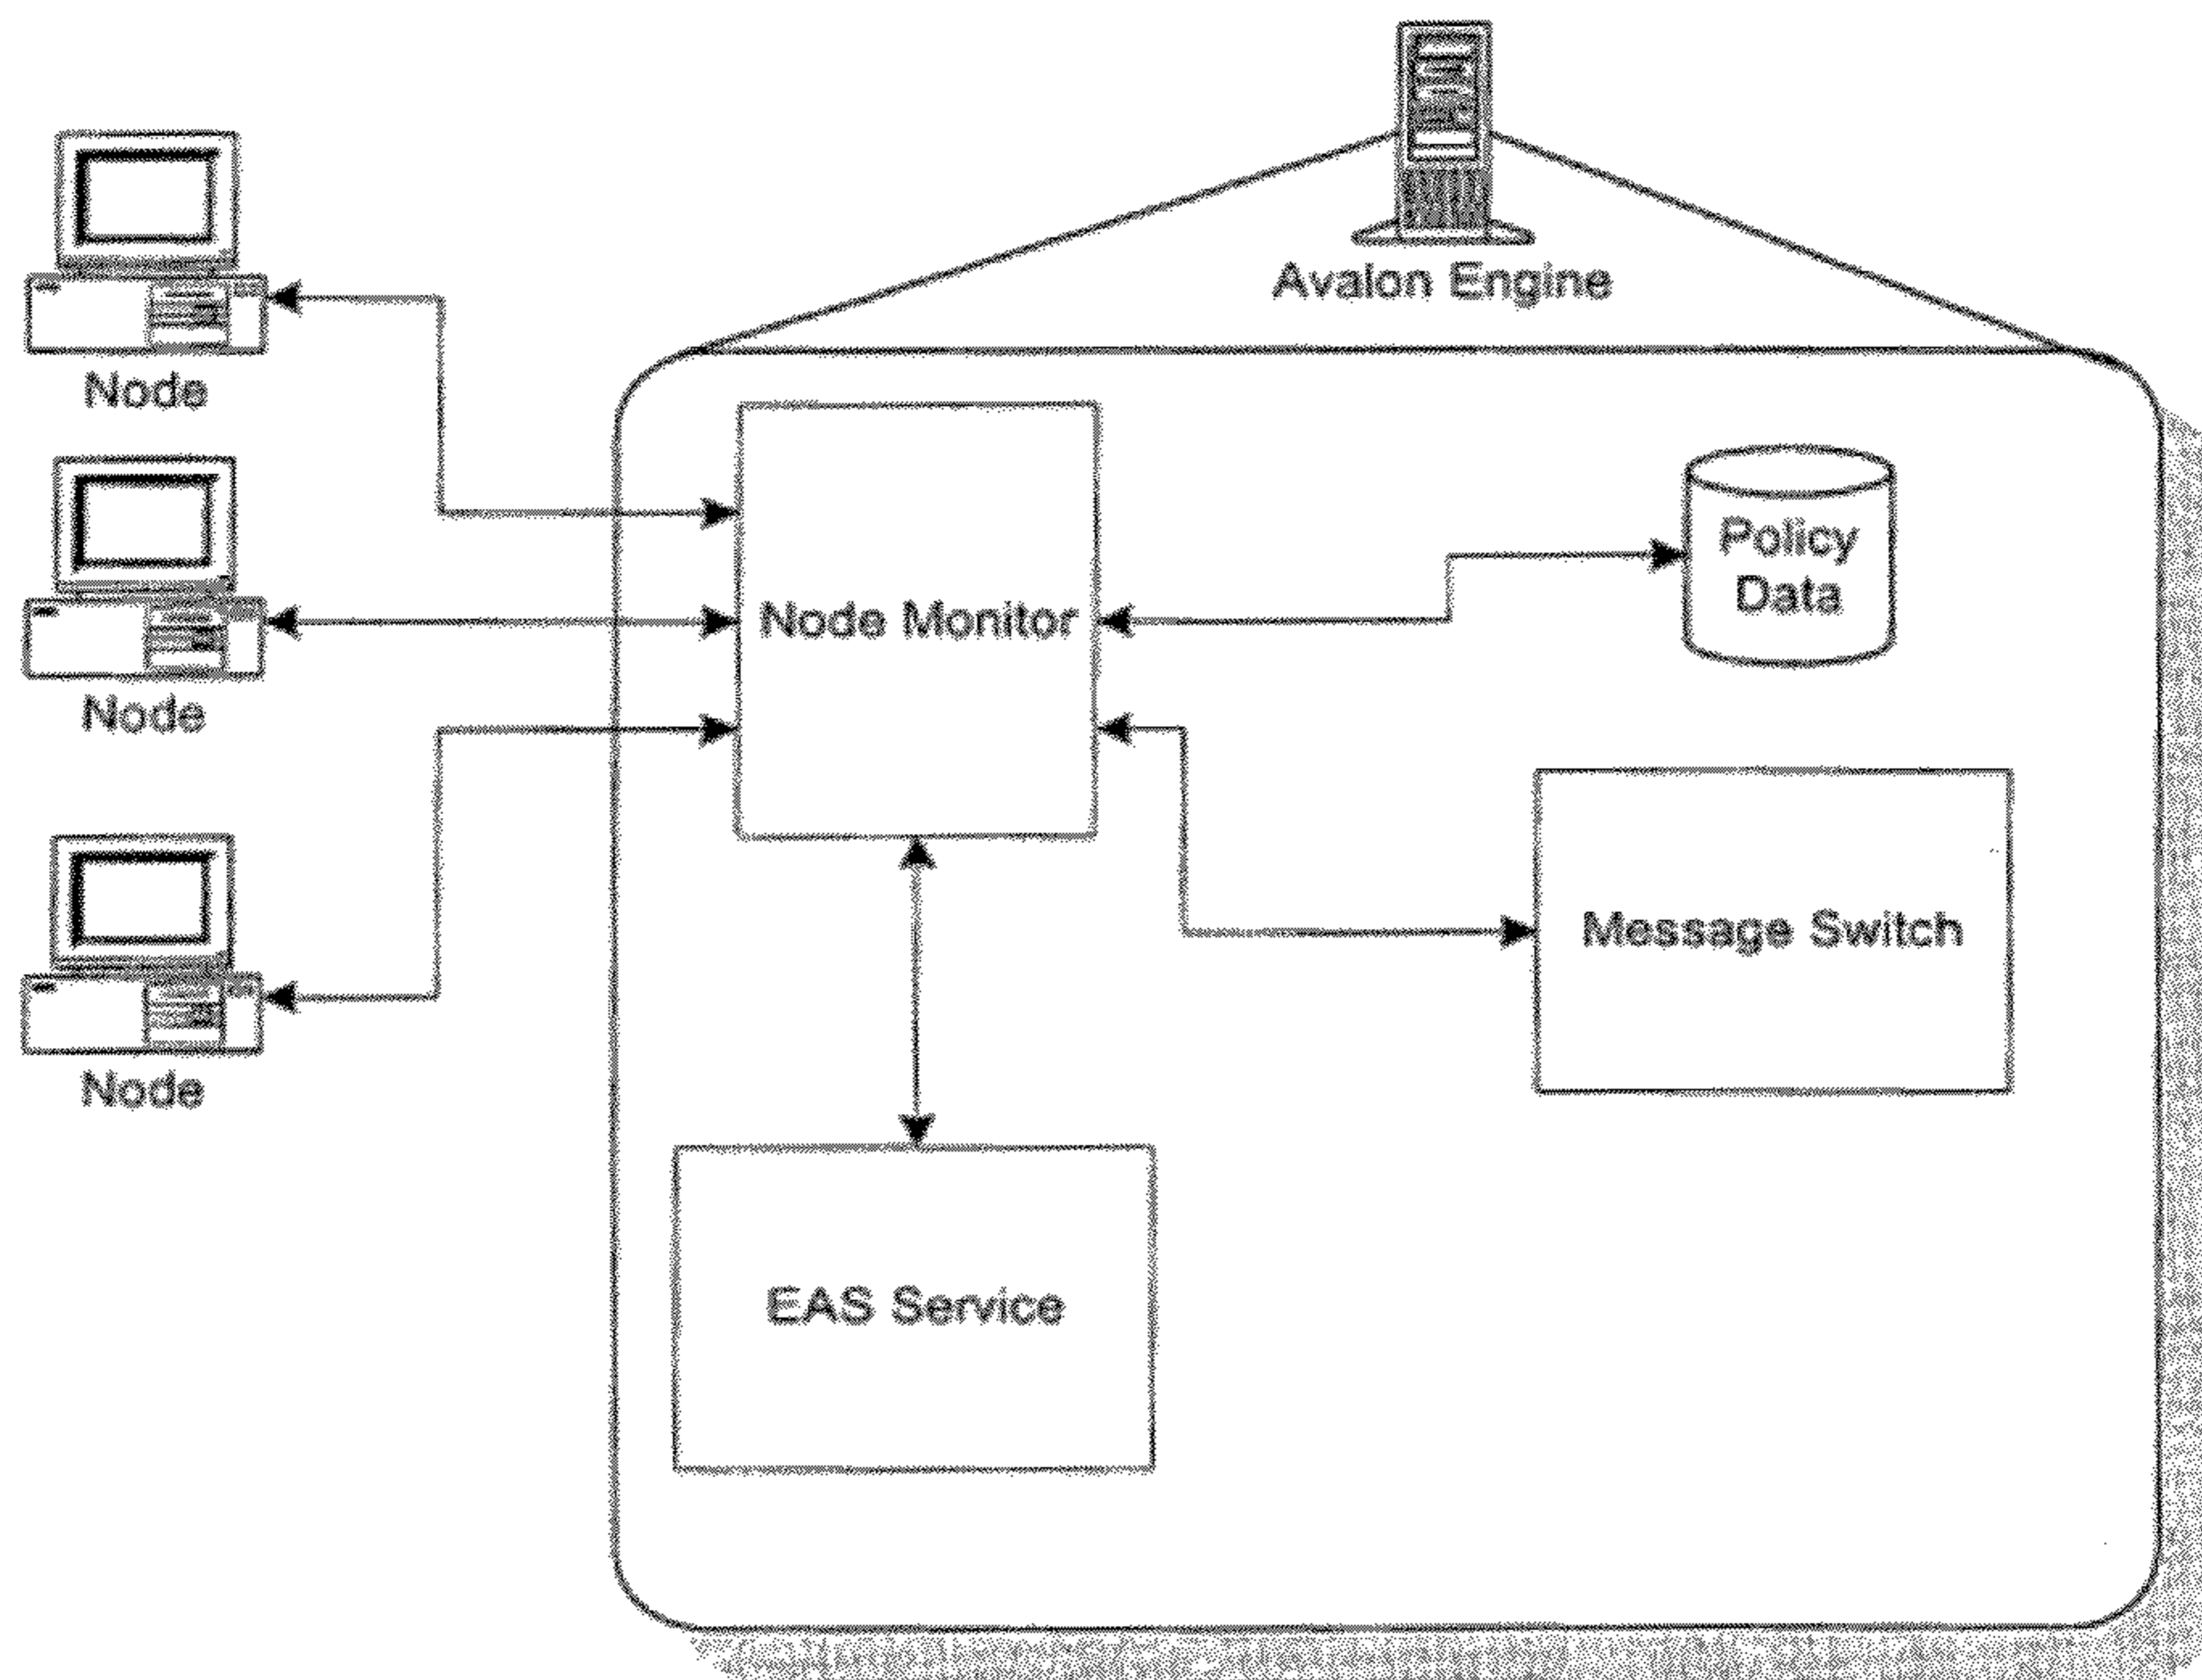 Avalon Engine
Node
Node
Node
Node Monitor
Policy
Data
Message Switch
EAS Service